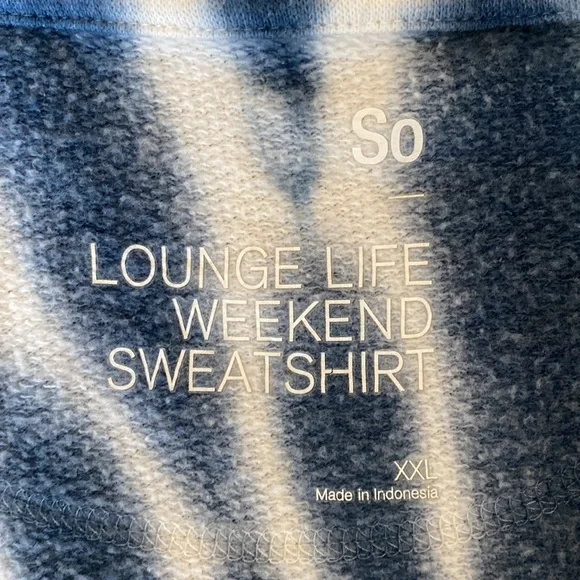 So
LOUNGE LIFE
WEEKEND
SWEATSHIRT
XXL
Made in Indonesia